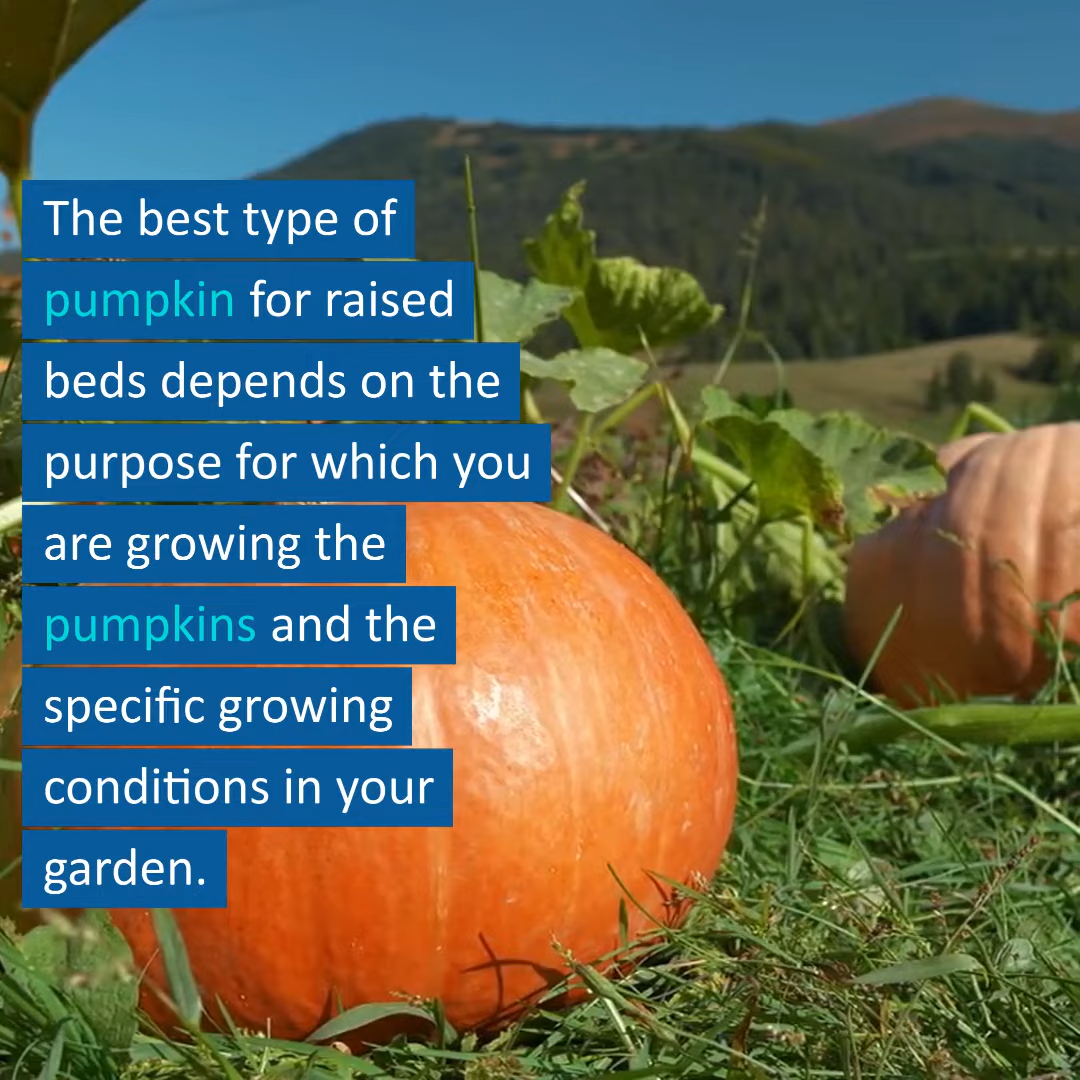 The best type of
pumpkin for raised
beds depends on the
purpose for which you
are growing the
pumpkins and the
specific growing
conditions in your
garden.